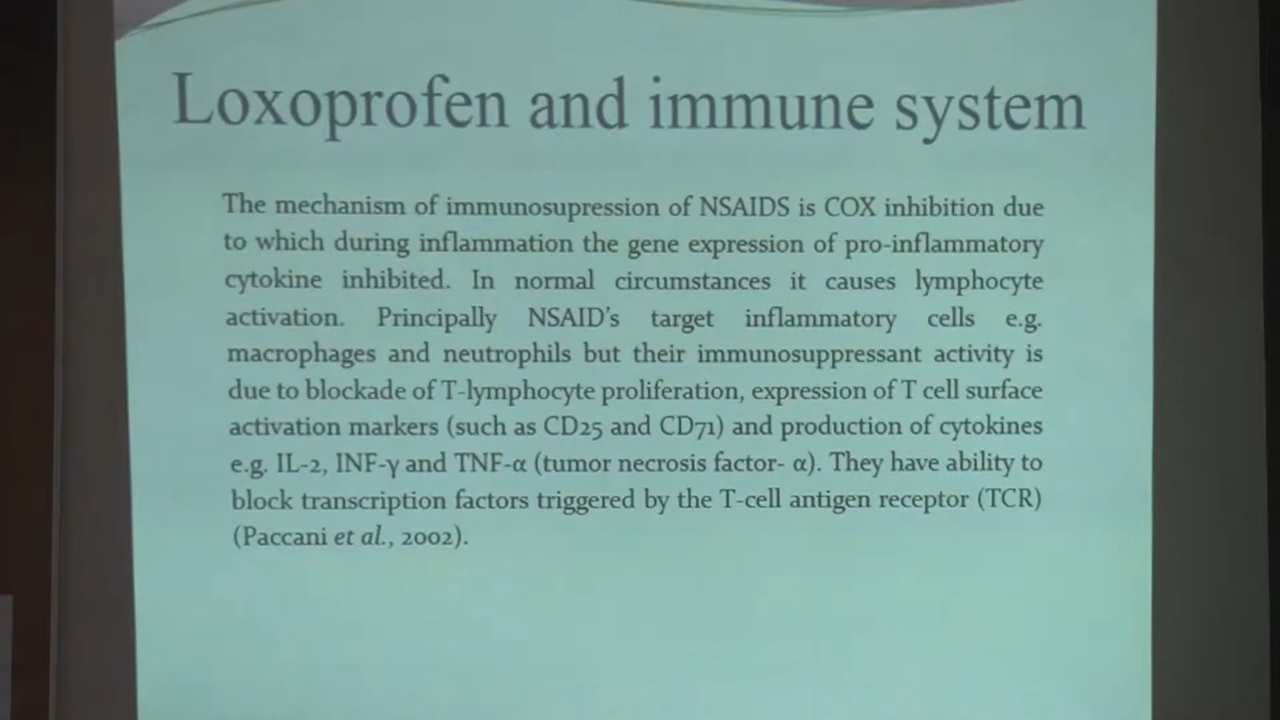 Loxoprofen and immune system
The mechanism of immunosupression of NSAIDS is COX inhibition due
to which during inflammation the gene expression of pro-inflammatory
cytokine inhibited. In normal circumstances it causes lymphocyte
activation. Principally NSAID's target inflammatory cells e.g.
macrophages and neutrophils but their immunosuppressant activity is
due to blockade of T-lymphocyte proliferation, expression of T cell surface
activation markers (such as CD25 and CD71) and production of cytokines
e.g. IL-2, INF-γ and TNF-α (tumor necrosis factor- α). They have ability to
block transcription factors triggered by the T-cell antigen receptor (TCR)
(Paccani et al., 2002).